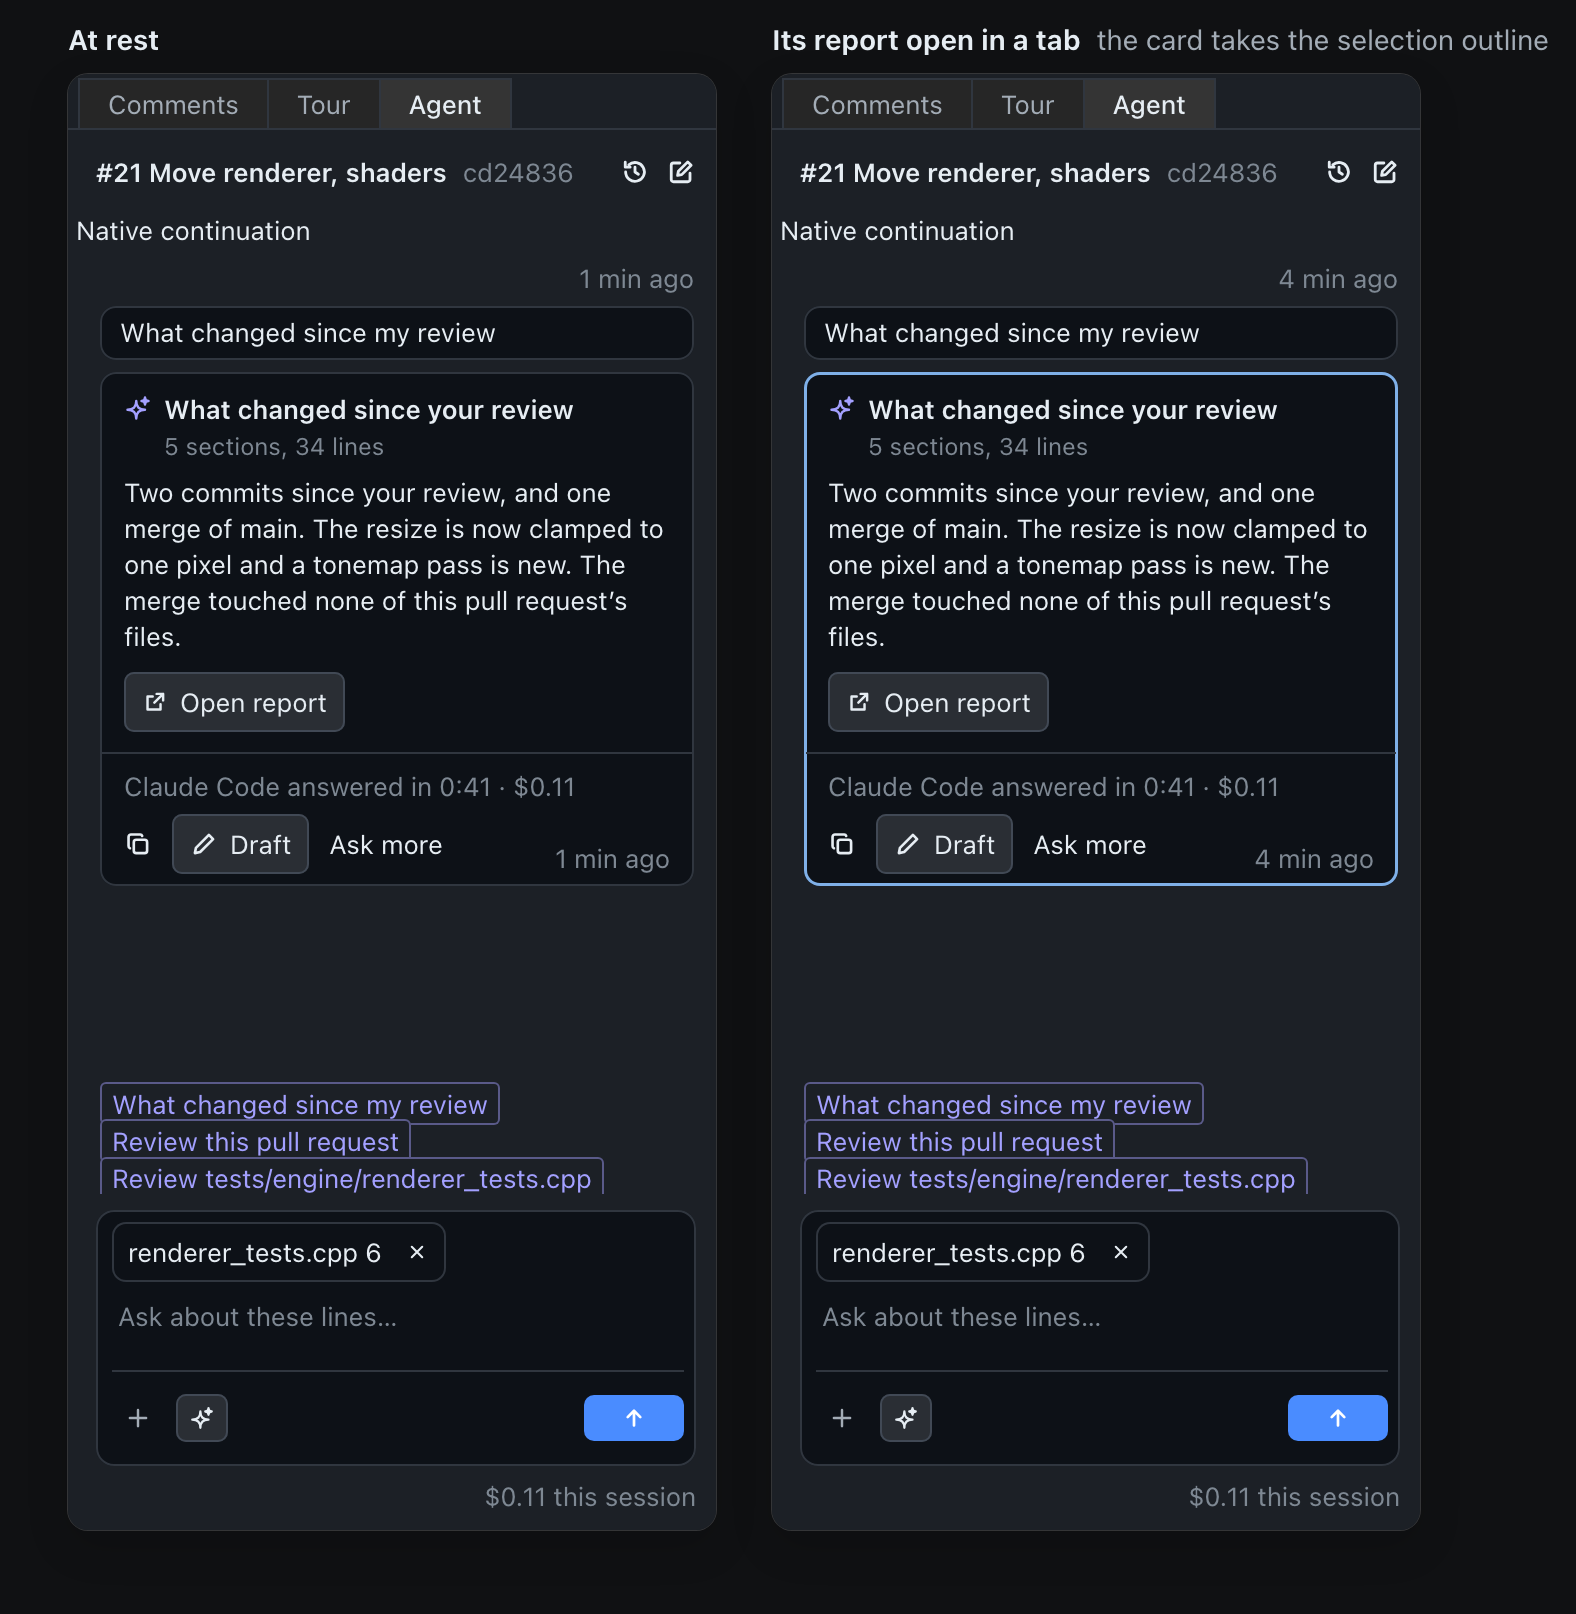 At rest
Comments Tour Agent
#21 Move renderer, shaders cd24836
Native continuation
1 min ago
What changed since my review
What changed since your review
5 sections, 34 lines
Two commits since your review, and one
merge of main. The resize is now clamped to
one pixel and a tonemap pass is new. The
merge touched none of this pull request’s
files.
Open report
Claude Code answered in 0:41 · $0.11
Draft Ask more 1 min ago
What changed since my review
Review this pull request
Review tests/engine/renderer_tests.cpp
renderer_tests.cpp 6 ×
Ask about these lines...
$0.11 this session
Its report open in a tab the card takes the selection outline
Comments Tour Agent
#21 Move renderer, shaders cd24836
Native continuation
4 min ago
What changed since my review
What changed since your review
5 sections, 34 lines
Two commits since your review, and one
merge of main. The resize is now clamped to
one pixel and a tonemap pass is new. The
merge touched none of this pull request’s
files.
Open report
Claude Code answered in 0:41 · $0.11
Draft Ask more 4 min ago
What changed since my review
Review this pull request
Review tests/engine/renderer_tests.cpp
renderer_tests.cpp 6 ×
Ask about these lines...
$0.11 this session